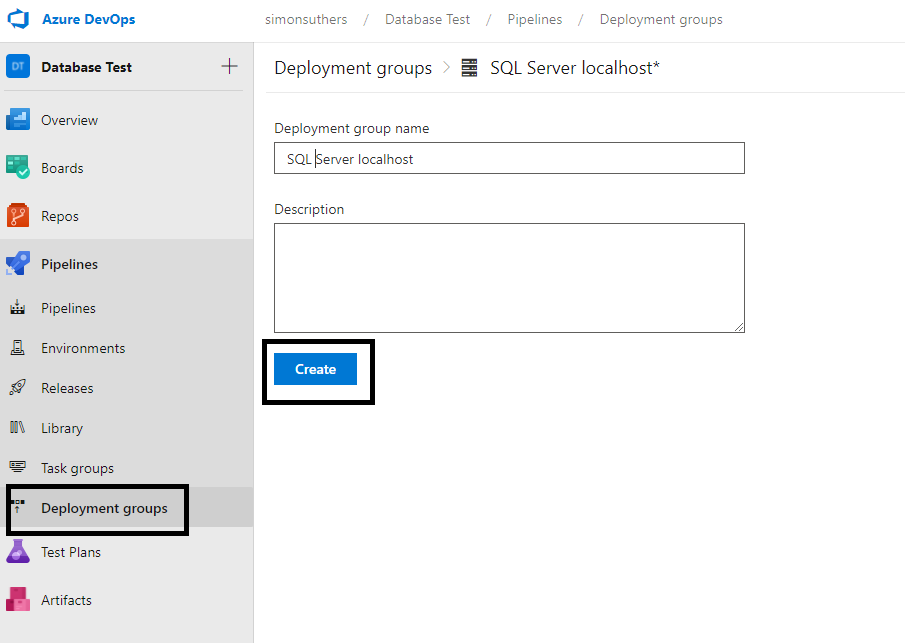 Azure DevOps
simonsuthers / Database Test / Pipelines / Deployment groups
DT Database Test
Overview
Boards
Repos
Pipelines
Pipelines
Environments
Releases
Library
Task groups
Deployment groups
Test Plans
Artifacts
Deployment groups > SQL Server localhost*
Deployment group name
SQL Server localhost
Description
Create